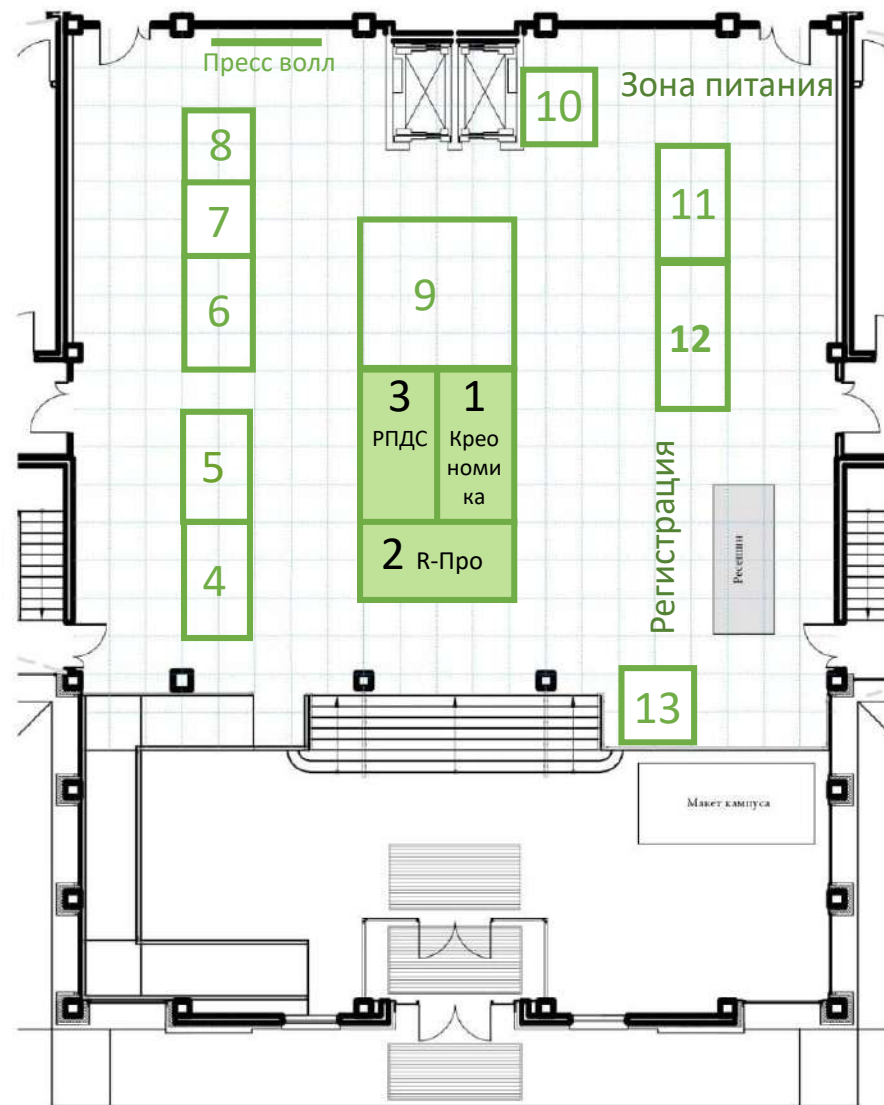 Пресс волл
Зона питания
10
8
11
7
9
6
12
3
РПДС
1
Крео
номи
ка
5
Регистрация
Ресепшн
2 R-Про
4
13
Макет кампуса